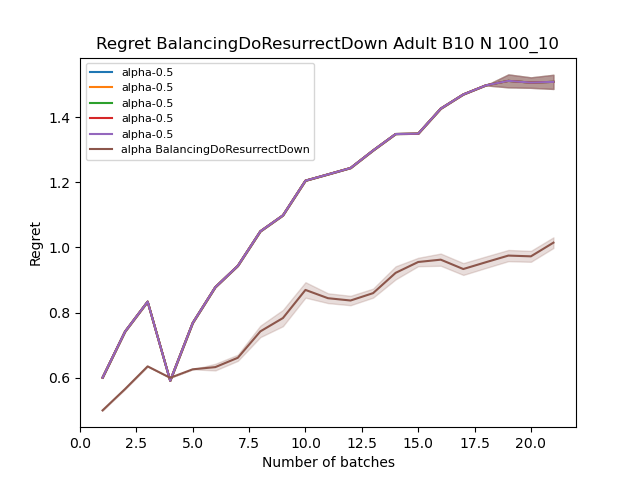 Regret BalancingDoResurrectDown Adult B10 N 100_10
alpha-0.5
alpha-0.5
alpha-0.5
alpha-0.5
alpha-0.5
alpha BalancingDoResurrectDown
1.4
1.2
1.0
0.8
0.6
Regret
0.0 2.5 5.0 7.5 10.0 12.5 15.0 17.5 20.0
Number of batches